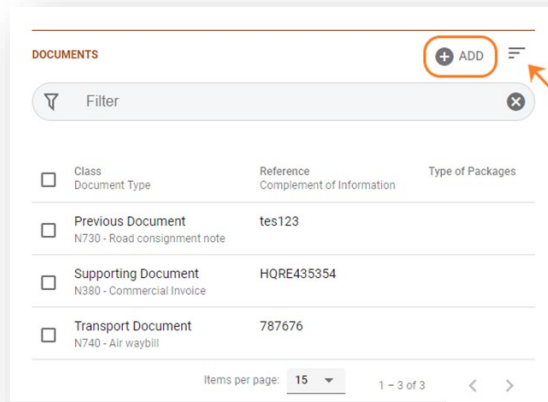 DOCUMENTS
ADD
Filter
Class Reference Type of Packages
Document Type Complement of Information
Previous Document tes123
N730 - Road consignment note
Supporting Document HQRE435354
N380 - Commercial Invoice
Transport Document 787676
N740 - Air waybill
Items per page: 15 1 – 3 of 3